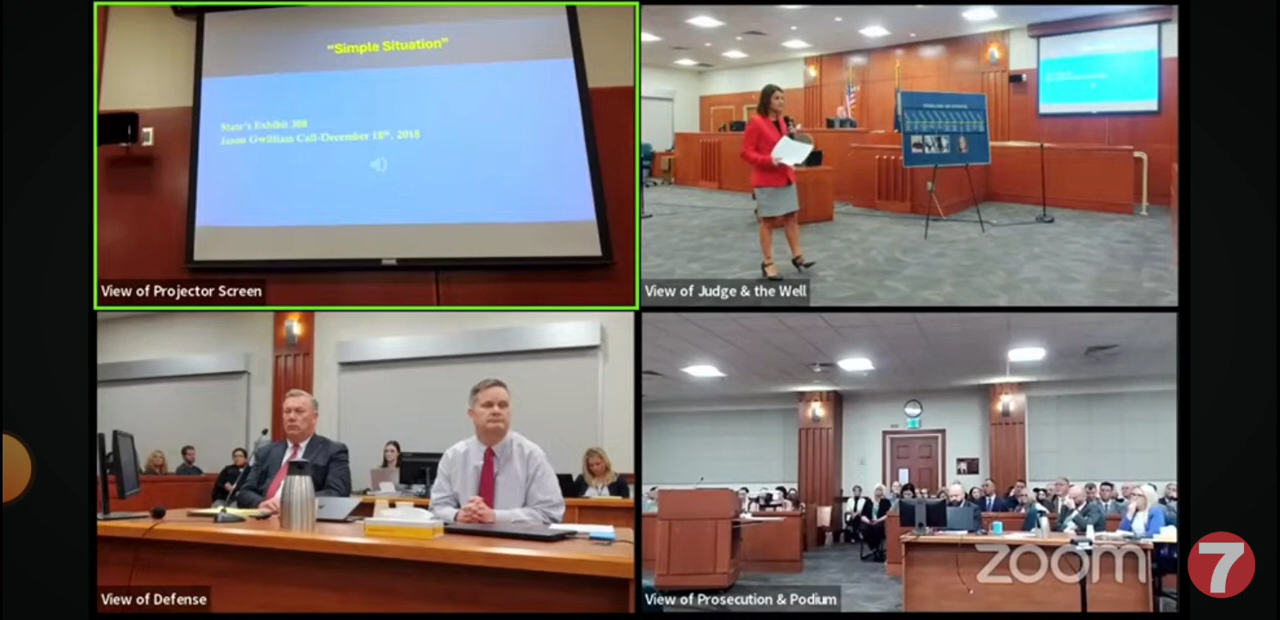 "Simple Situation"
State's Exhibit 308
Jason Gwilliam Call-December 18th, 2018
View of Projector Screen
View of Judge & the Well
View of Defense
View of Prosecution & Podium
zoom
7